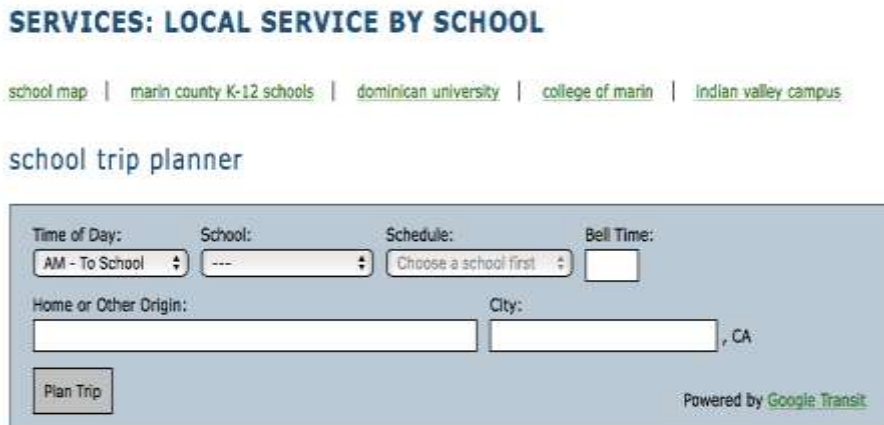 SERVICES: LOCAL SERVICE BY SCHOOL
school map | marin county K-12 schools | dominican university | college of marin | indian valley campus
school trip planner
Time of Day: School: Schedule: Bell Time:
AM - To School --- Choose a school first
Home or Other Origin: City:
, CA
Plan Trip Powered by Google Transit